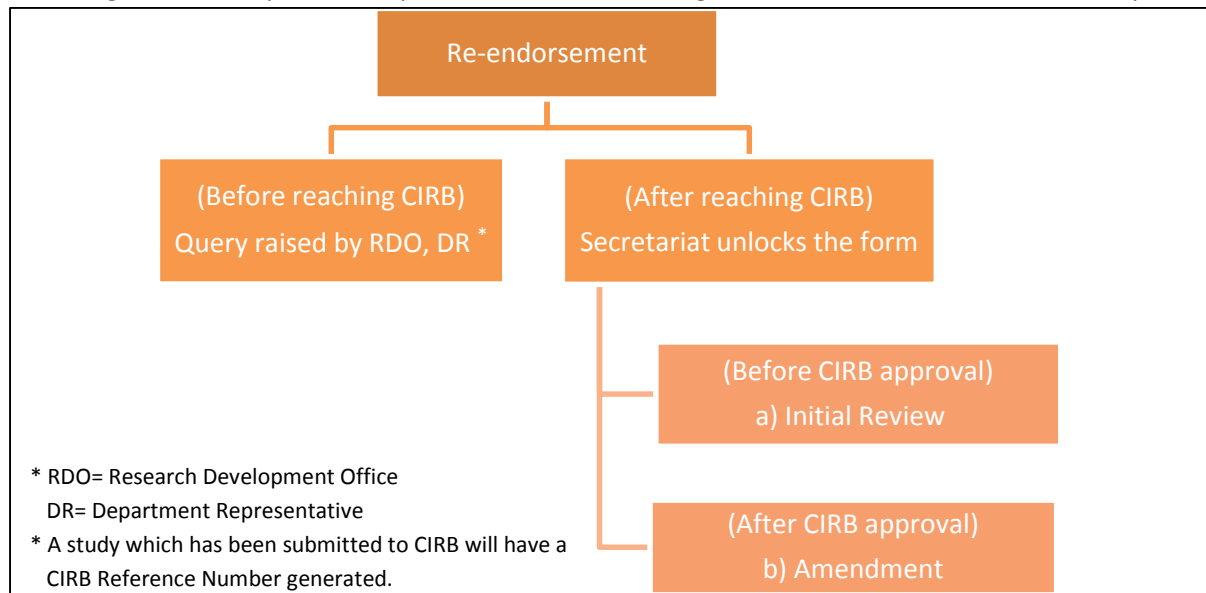 Re-endorsement
(Before reaching CIRB)
Query raised by RDO, DR *
(After reaching CIRB)
Secretariat unlocks the form
(Before CIRB approval)
a) Initial Review
(After CIRB approval)
b) Amendment
* RDO= Research Development Office
DR= Department Representative
* A study which has been submitted to CIRB will have a
CIRB Reference Number generated.